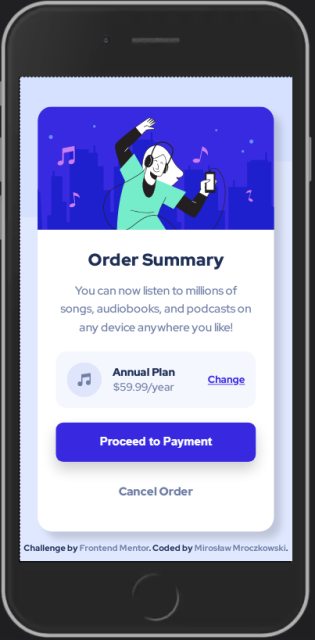 Order Summary
You can now listen to millions of
songs, audiobooks, and podcasts on
any device anywhere you like!
Annual Plan
$59.99/year
Change
Proceed to Payment
Cancel Order
Challenge by Frontend Mentor. Coded by Mirosław Mroczkowski.